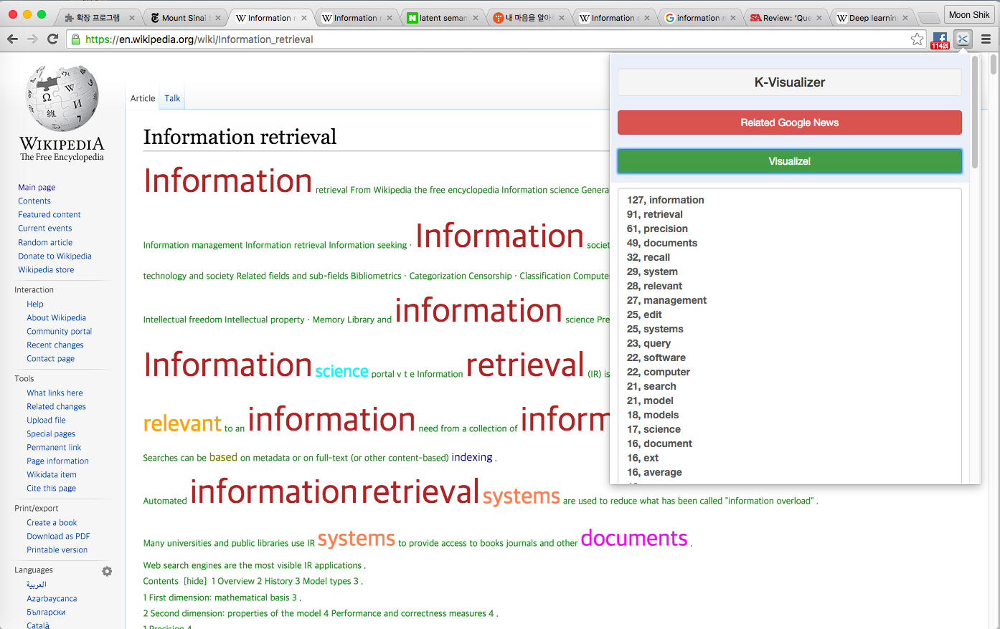 확장 프로그램
Mount Sinai S
Information r
Information r
latent seman
내 마음을 알아
Information r
information r
Review: ‘Que
Deep learnin
Moon Shik
https://en.wikipedia.org/wiki/Information_retrieval
WIKIPEDIA
The Free Encyclopedia
Main page
Contents
Featured content
Current events
Random article
Donate to Wikipedia
Wikipedia store
Interaction
Help
About Wikipedia
Community portal
Recent changes
Contact page
Tools
What links here
Related changes
Upload file
Special pages
Permanent link
Page information
Wikidata item
Cite this page
Print/export
Create a book
Download as PDF
Printable version
Languages
العربية
Azərbaycanca
Български
Català
Article Talk
Information retrieval
Information retrieval From Wikipedia the free encyclopedia Information science Genera
Information management Information retrieval Information seeking · Information societ
technology and society Related fields and sub-fields Bibliometrics · Categorization Censorship · Classification Compute
Intellectual freedom Intellectual property · Memory Library and information science Pre
Information science portal v t e Information retrieval (IR) is
relevant to an information need from a collection of inform
Searches can be based on metadata or on full-text (or other content-based) indexing .
Automated information retrieval systems are used to reduce what has been called "information overload" .
Many universities and public libraries use IR systems to provide access to books journals and other documents .
Web search engines are the most visible IR applications .
Contents [hide] 1 Overview 2 History 3 Model types 3 .
1 First dimension: mathematical basis 3 .
2 Second dimension: properties of the model 4 Performance and correctness measures 4 .
1 Precision 4
K-Visualizer
Related Google News
Visualize!
127, information
91, retrieval
61, precision
49, documents
32, recall
29, system
28, relevant
27, management
25, edit
25, systems
23, query
22, software
22, computer
21, search
21, model
18, models
17, science
16, document
16, ext
16, average